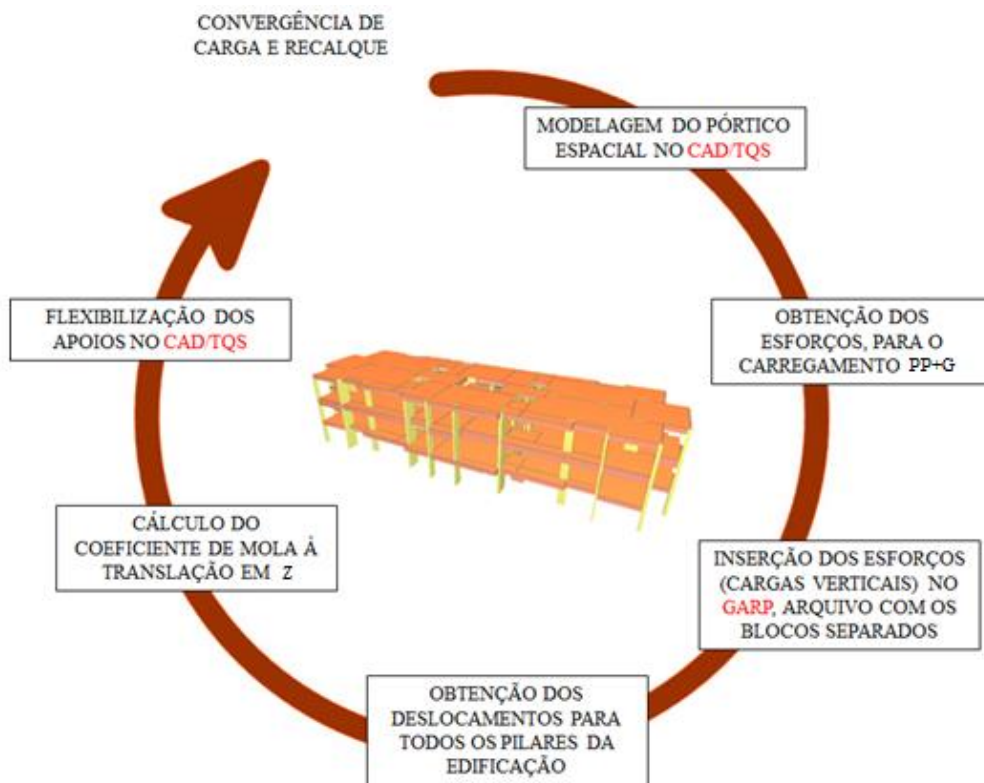 CONVERGÊNCIA DE
CARGA E RECALQUE
MODELAGEM DO PÓRTICO
ESPACIAL NO CAD/TQS
OBTENÇÃO DOS
ESFORÇOS, PARA O
CARREGAMENTO PP+G
INSERÇÃO DOS ESFORÇOS
(CARGAS VERTICAIS) NO
GARP, ARQUIVO COM OS
BLOCOS SEPARADOS
OBTENÇÃO DOS
DESLOCAMENTOS PARA
TODOS OS PILARES DA
EDIFICAÇÃO
CÁLCULO DO
COEFICIENTE DE MOLA À
TRANSLAÇÃO EM Z
FLEXIBILIZAÇÃO DOS
APOIOS NO CAD/TQS